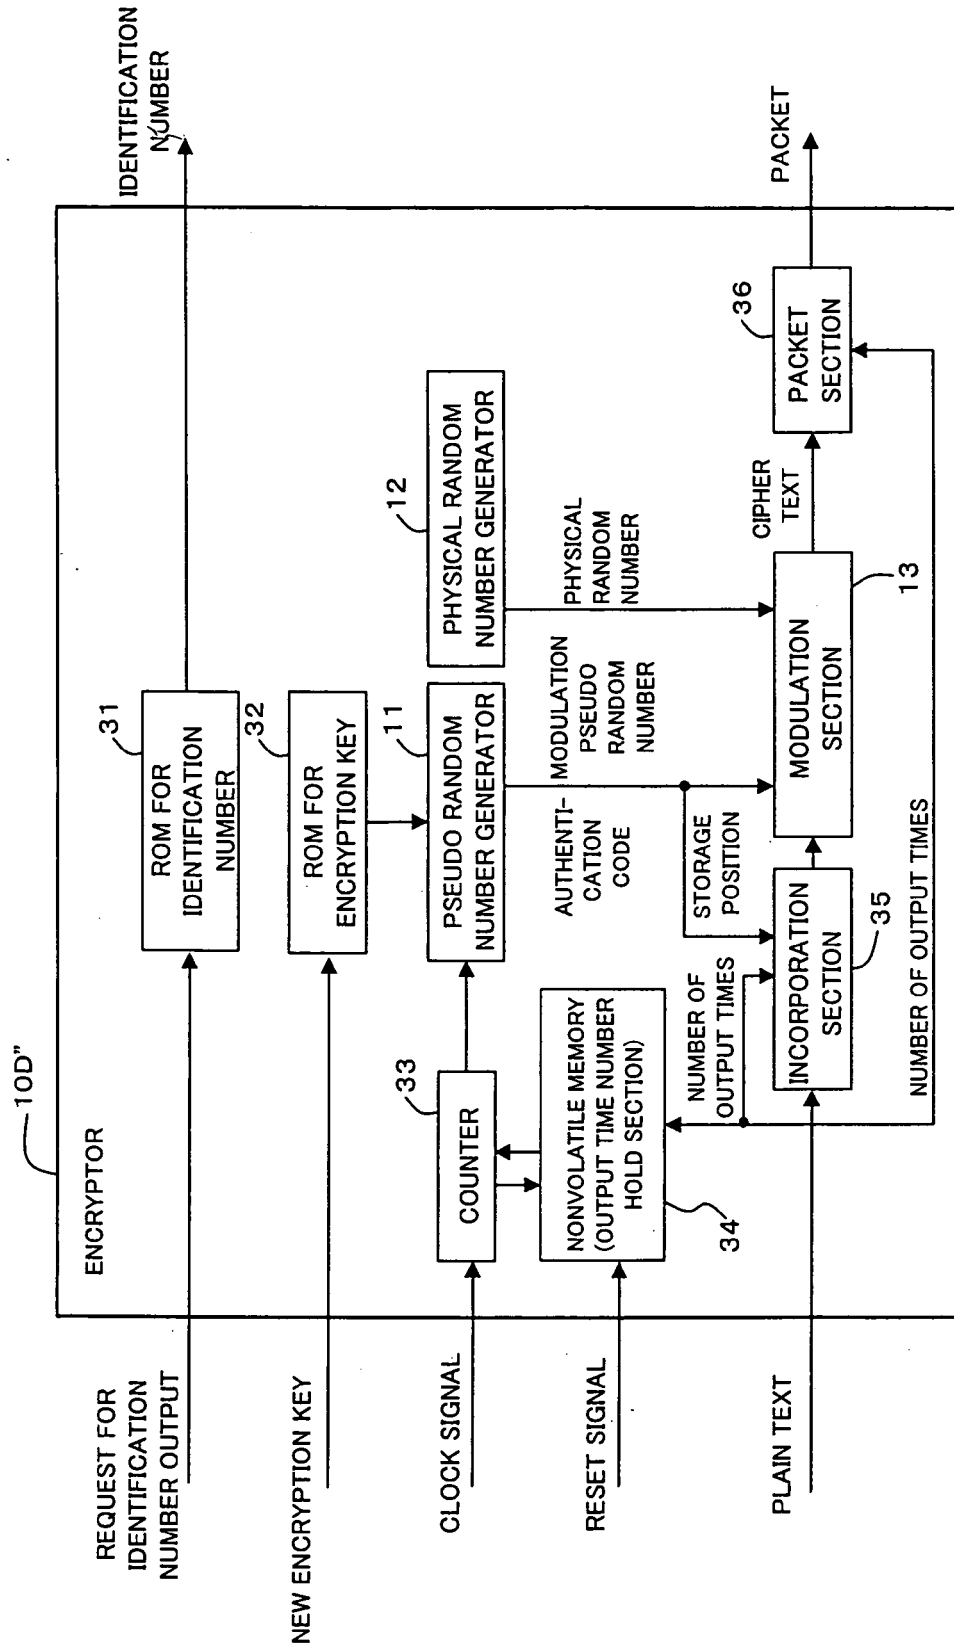 10D"
ENCRYPTOR
REQUEST FOR
IDENTIFICATION
NUMBER OUTPUT
31
ROM FOR
IDENTIFICATION
NUMBER
IDENTIFICATION
NUMBER
NEW ENCRYPTION KEY
32
ROM FOR
ENCRYPTION KEY
CLOCK SIGNAL
33
COUNTER
11
PSEUDO RANDOM
NUMBER GENERATOR
12
PHYSICAL RANDOM
NUMBER GENERATOR
RESET SIGNAL
NONVOLATILE MEMORY
(OUTPUT TIME NUMBER
HOLD SECTION)
34
AUTHENTI-
CATION
CODE
MODULATION
PSEUDO
RANDOM
NUMBER
PHYSICAL
RANDOM
NUMBER
NUMBER OF
OUTPUT TIMES
STORAGE
POSITION
CIPHER
TEXT
PLAIN TEXT
INCORPORATION
SECTION
35
MODULATION
SECTION
13
36
PACKET
SECTION
PACKET
NUMBER OF OUTPUT TIMES